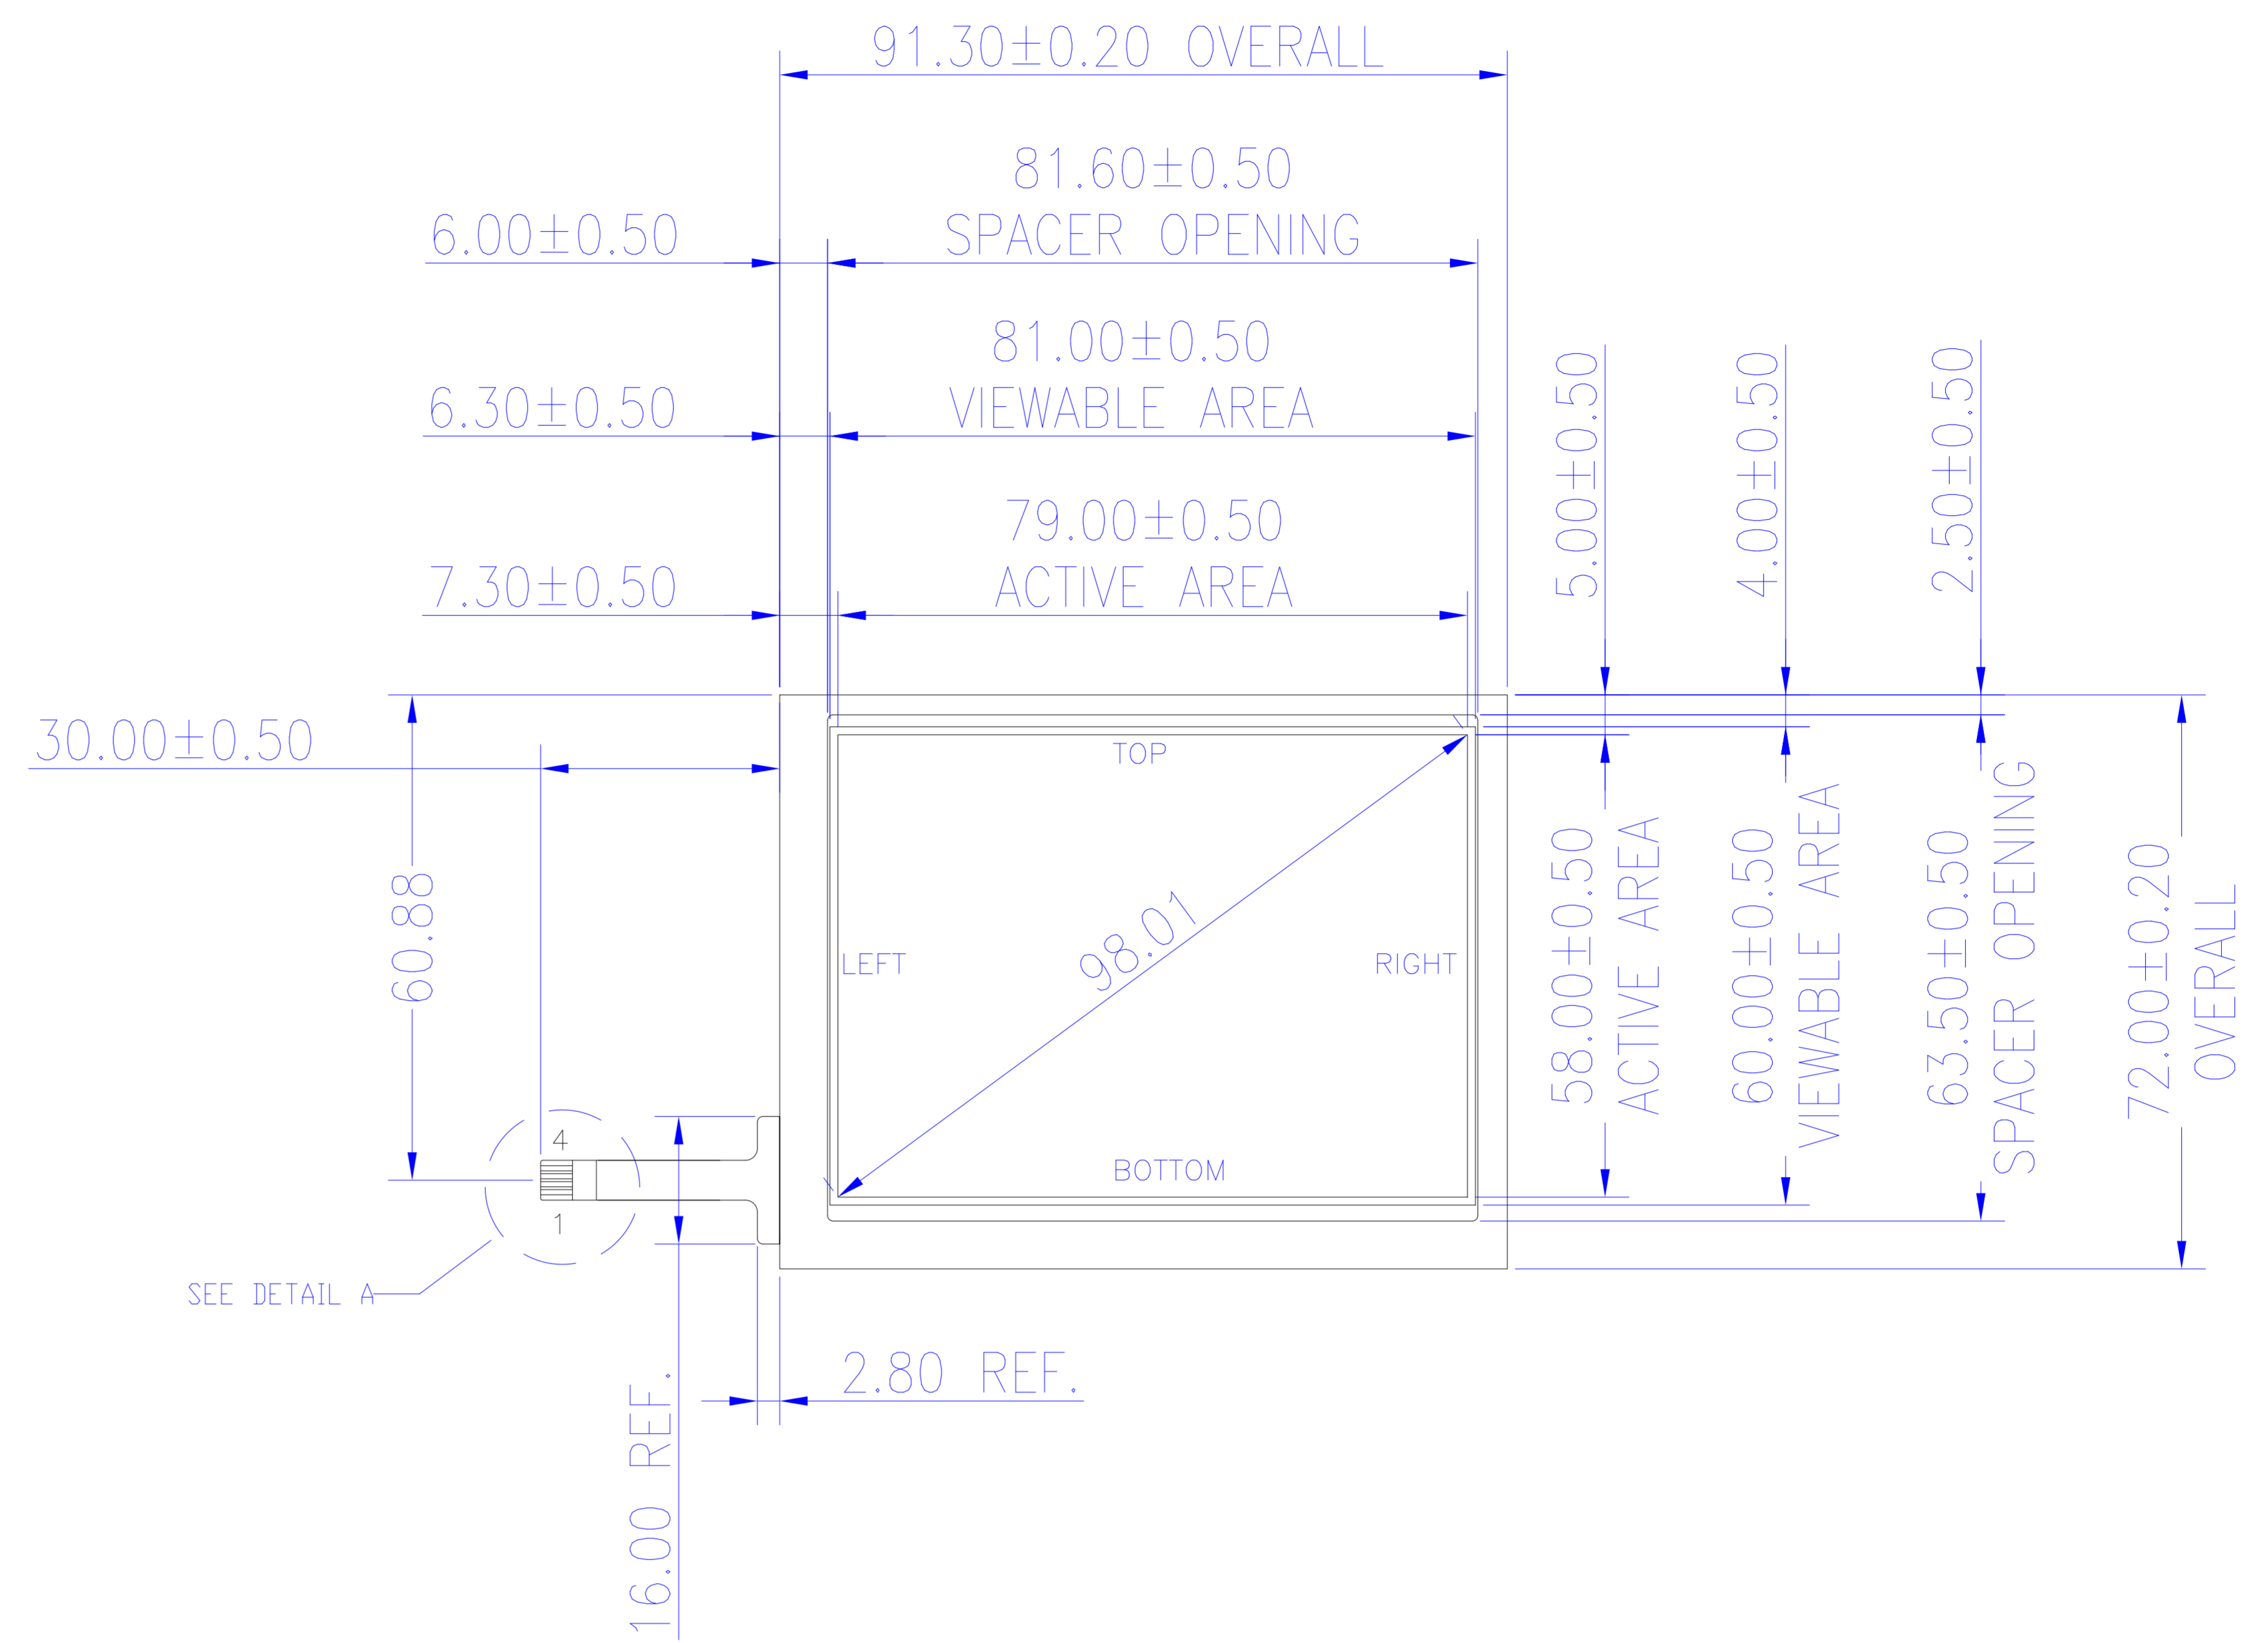 91.30±0.20 OVERALL
81.60±0.50
SPACER OPENING
6.00±0.50
81.00±0.50
VIEWABLE AREA
6.30±0.50
79.00±0.50
ACTIVE AREA
7.30±0.50
5.00±0.50
4.00±0.50
2.50±0.50
30.00±0.50
60.88
TOP
LEFT
98.01
RIGHT
BOTTOM
58.00±0.50
ACTIVE AREA
60.00±0.50
VIEWABLE AREA
63.50±0.50
SPACER OPENING
72.00±0.20
OVERALL
4
1
SEE DETAIL A
2.80 REF.
16.00 REF.